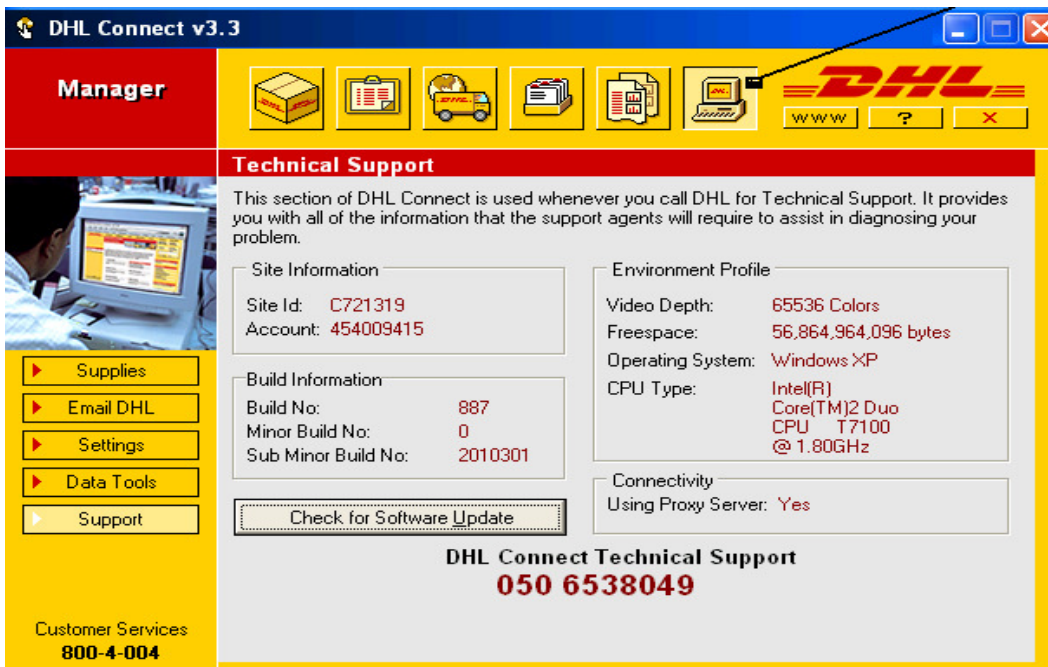 DHL Connect v3.3
Manager
DHL
www ? ×
Technical Support
This section of DHL Connect is used whenever you call DHL for Technical Support. It provides
you with all of the information that the support agents will require to assist in diagnosing your
problem.
Site Information
Site Id: C721319
Account: 454009415
Build Information
Build No: 887
Minor Build No: 0
Sub Minor Build No: 2010301
Check for Software Update
Environment Profile
Video Depth: 65536 Colors
Freespace: 56,864,964,096 bytes
Operating System: Windows XP
CPU Type: Intel(R)
Core(TM)2 Duo
CPU T7100
@ 1.80GHz
Connectivity
Using Proxy Server: Yes
DHL Connect Technical Support
050 6538049
Supplies
Email DHL
Settings
Data Tools
Support
Customer Services
800-4-004